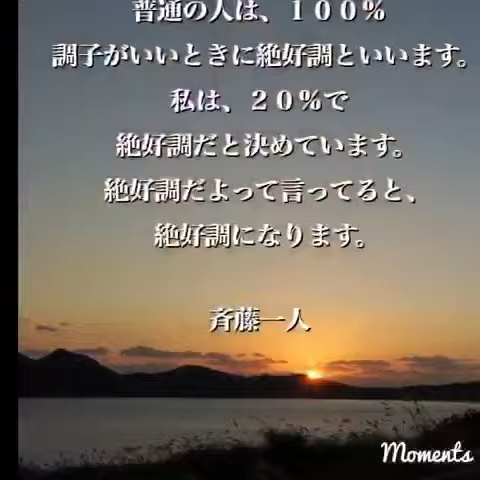 普通の人は、１００％
調子がいいときに絶好調といいます。
私は、２０％で
絶好調だと決めています。
絶好調だよって言ってると、
絶好調になります。
斉藤一人
Moments